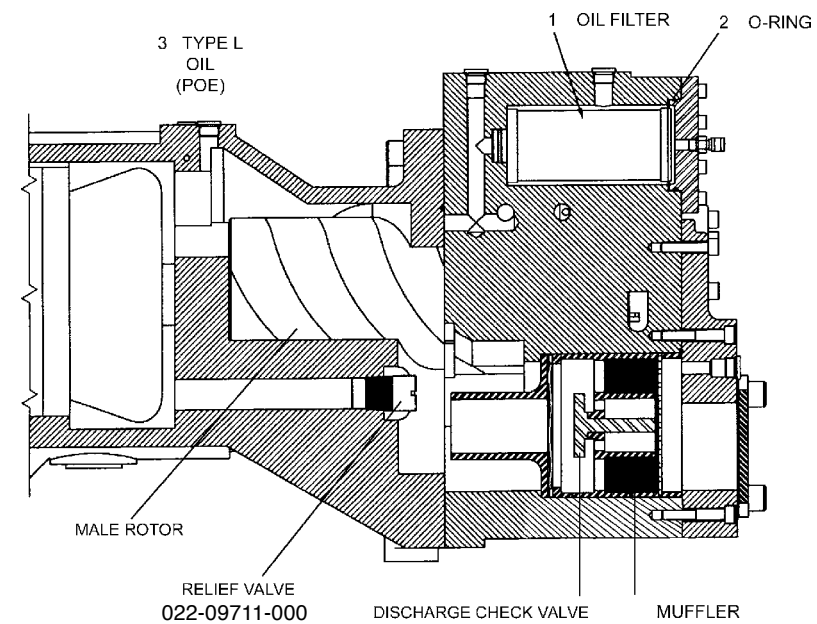 1 OIL FILTER
2 O-RING
3 TYPE L
OIL
(POE)
MALE ROTOR
RELIEF VALVE
022-09711-000
DISCHARGE CHECK VALVE
MUFFLER